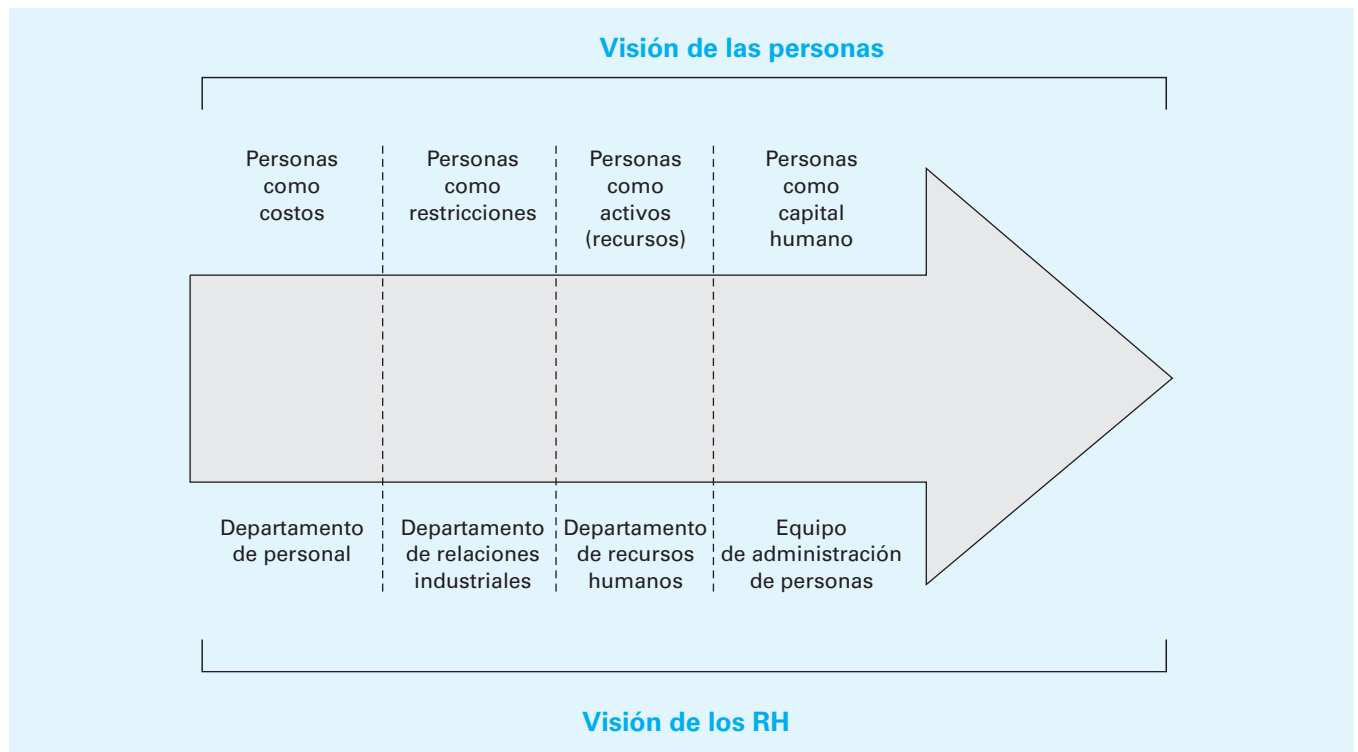 Visión de las personas
Personas
como
costos
Personas
como
restricciones
Personas
como
activos
(recursos)
Personas
como
capital
humano
Departamento
de personal
Departamento
de relaciones
industriales
Departamento
de recursos
humanos
Equipo
de administración
de personas
Visión de los RH